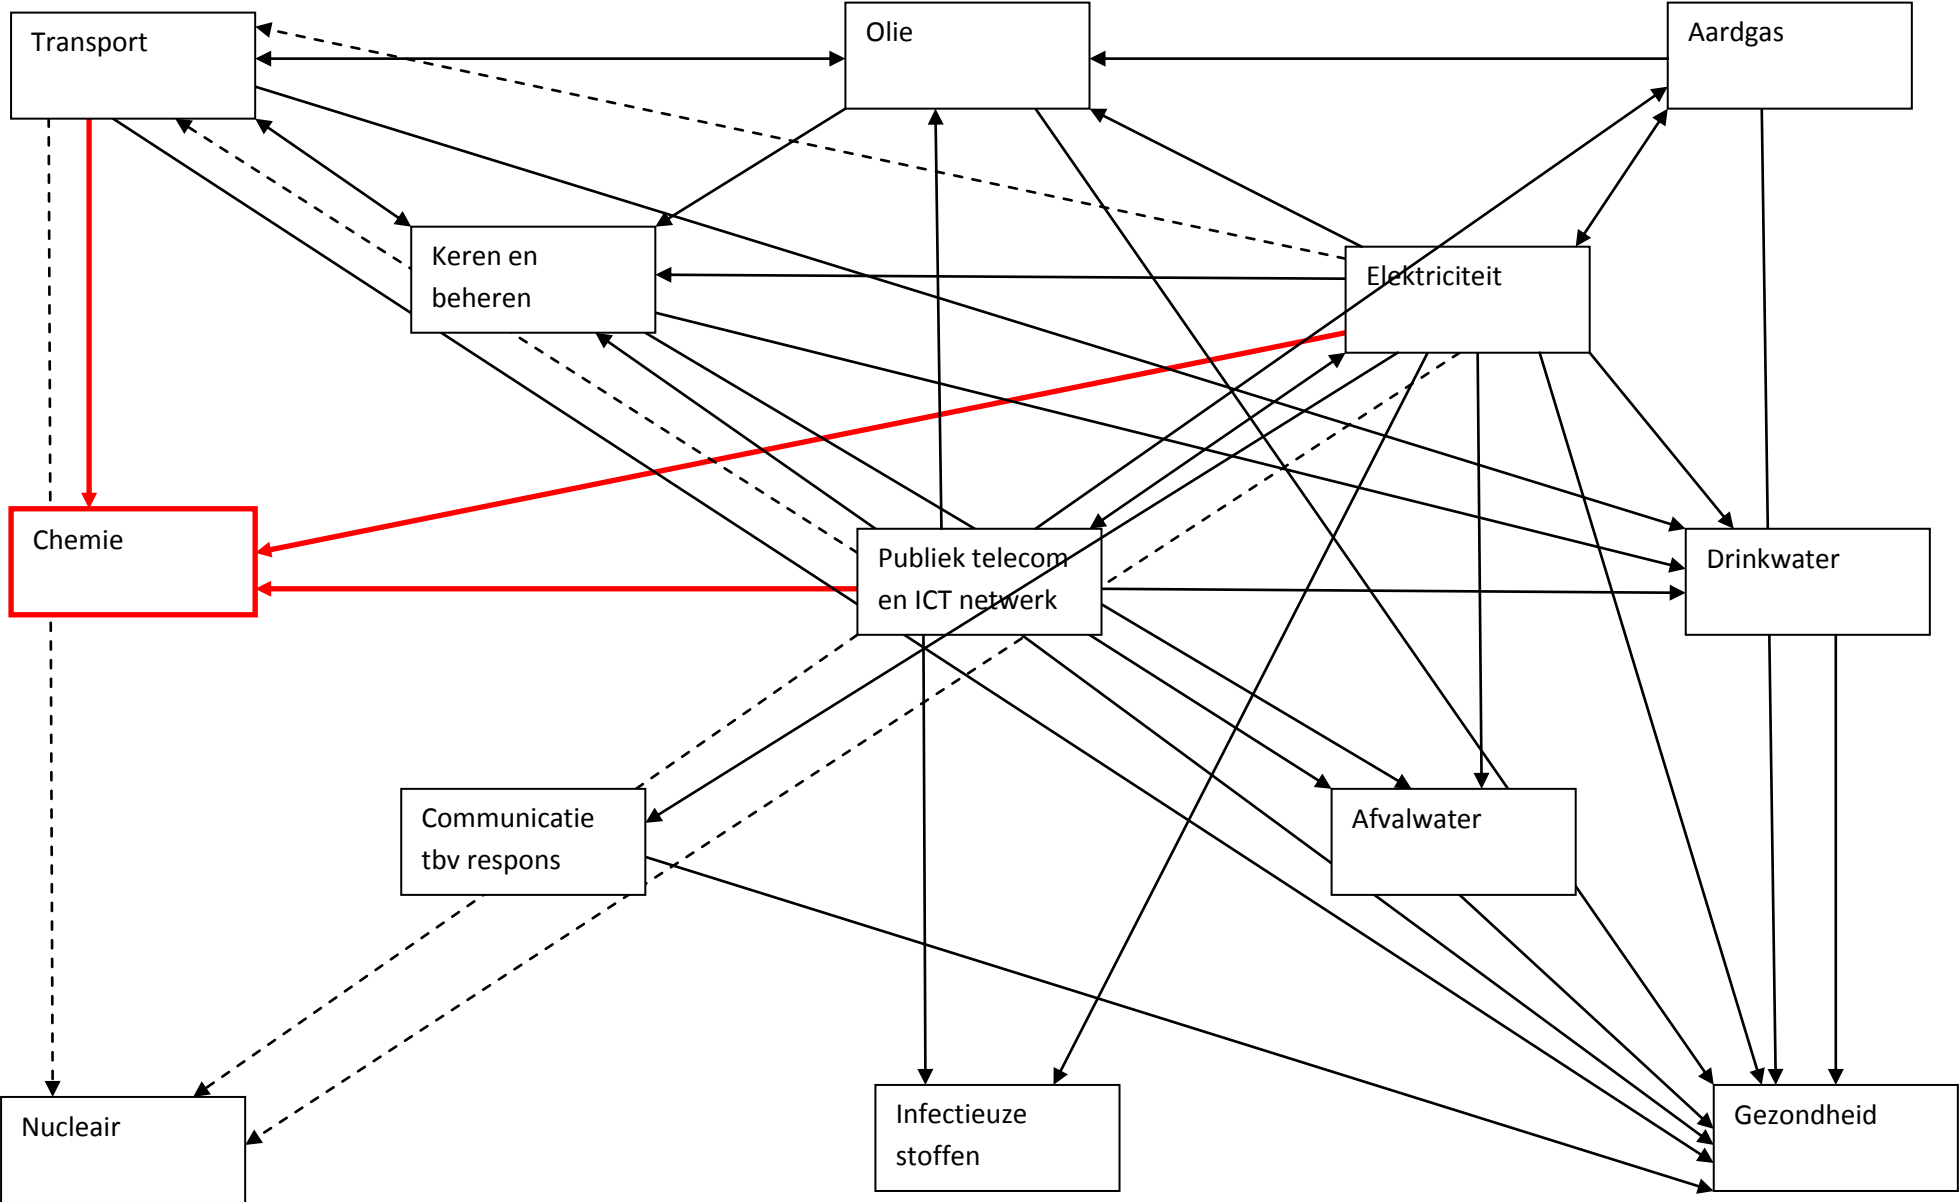 Transport
Olie
Aardgas
Keren en
beheren
Elektriciteit
Chemie
Publiek telecom
en ICT netwerk
Drinkwater
Communicatie
tbv respons
Afvalwater
Nucleair
Infectieuze
stoffen
Gezondheid